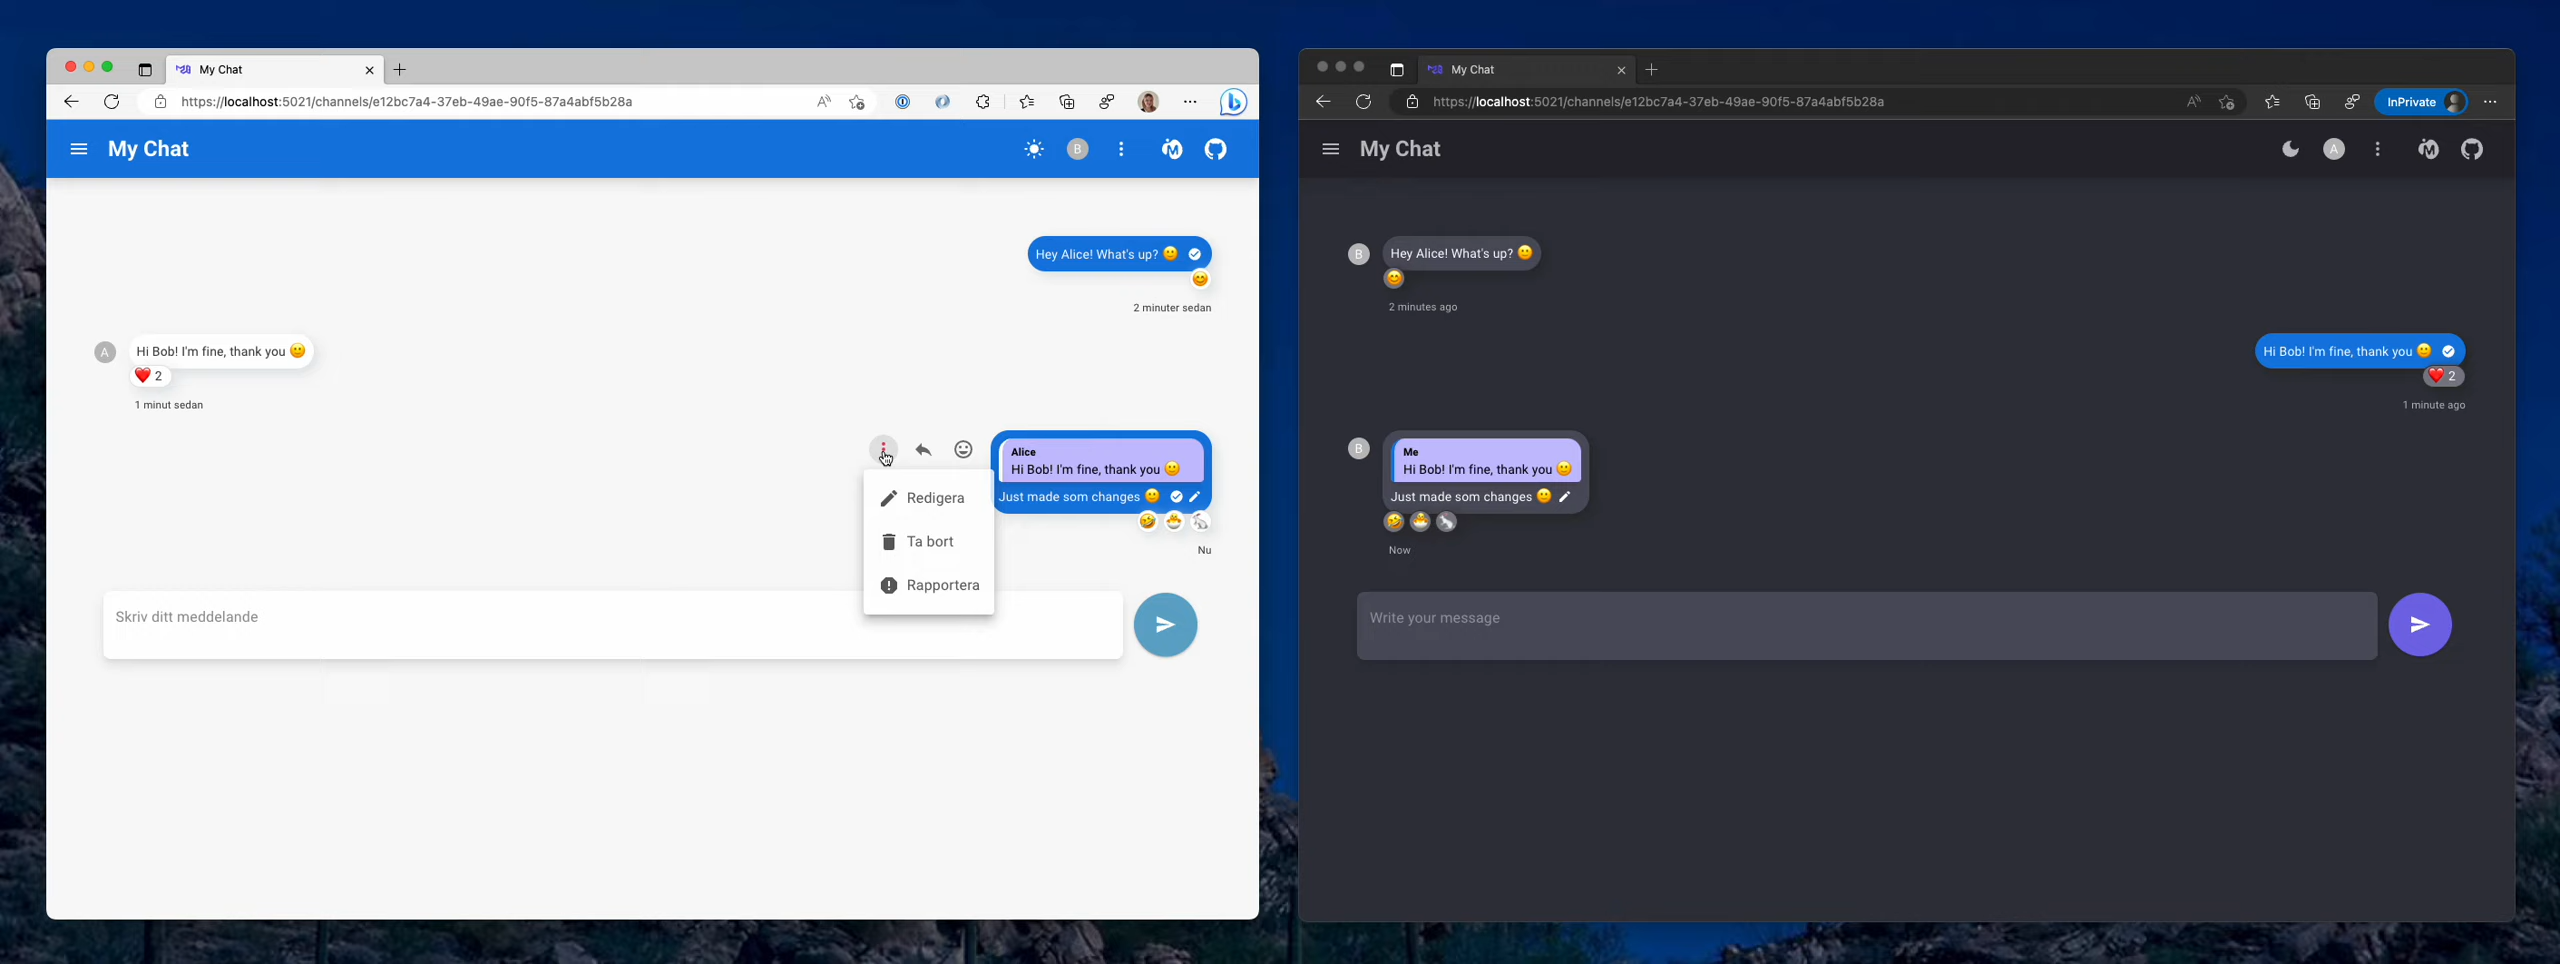 My Chat
https://localhost:5021/channels/e12bc7a4-37eb-49ae-90f5-87a4abf5b28a
My Chat
B
Hey Alice! What's up? 🙂
😊
2 minuter sedan
A
Hi Bob! I'm fine, thank you 🙂
❤️ 2
1 minut sedan
Alice
Hi Bob! I'm fine, thank you 🙂
Just made som changes 🙂
🤣 🐣 🐇
Nu
Redigera
Ta bort
Rapportera
Skriv ditt meddelande
My Chat
https://localhost:5021/channels/e12bc7a4-37eb-49ae-90f5-87a4abf5b28a
InPrivate
My Chat
A
B
Hey Alice! What's up? 🙂
😊
2 minutes ago
Hi Bob! I'm fine, thank you 🙂
❤️ 2
1 minute ago
B
Me
Hi Bob! I'm fine, thank you 🙂
Just made som changes 🙂
🤣 🐣 🐇
Now
Write your message